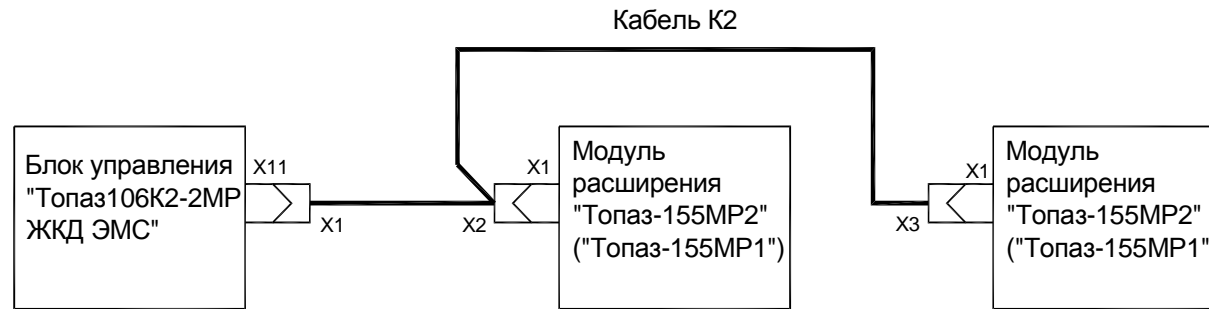 Кабель К2
Блок управления
"Топаз106К2-2МР
ЖКД ЭМС"
X11
X1
X2
X1
Модуль
расширения
"Топаз-155МР2"
("Топаз-155МР1")
X3
X1
Модуль
расширения
"Топаз-155МР2"
("Топаз-155МР1"